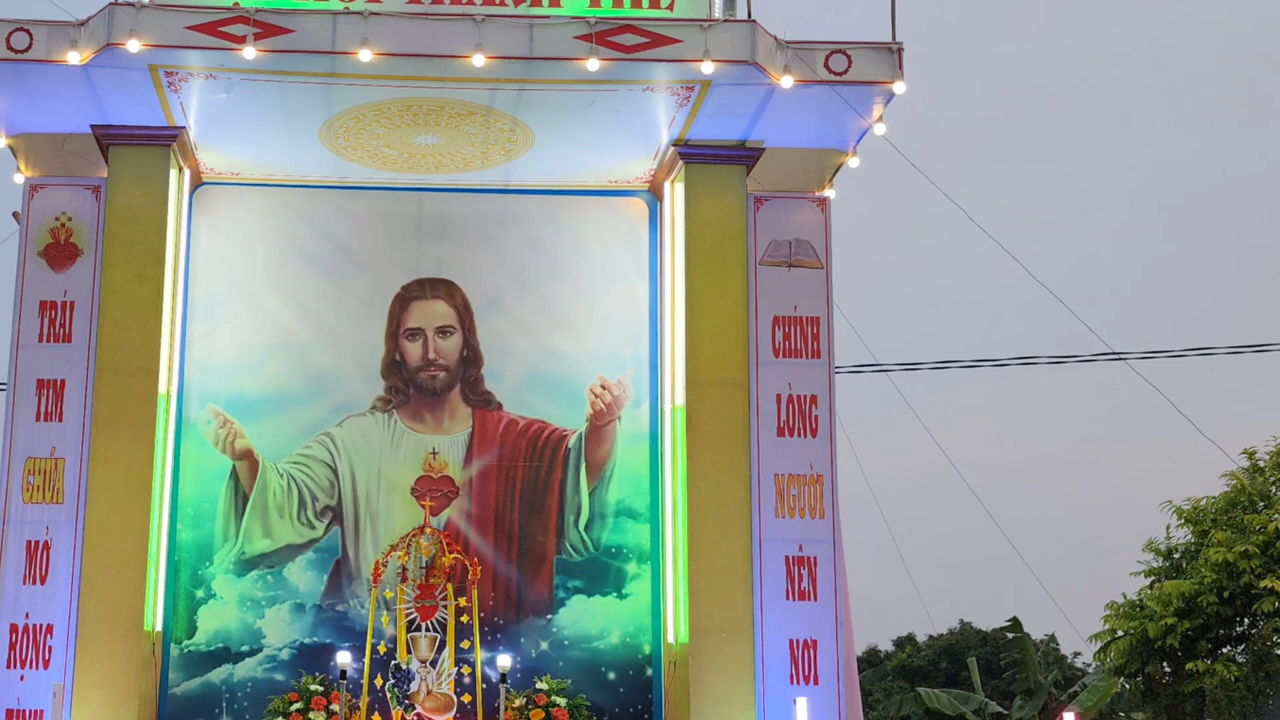 TRÁI
TIM
CHÚA
MỞ
RỘNG
CHÍNH
LÒNG
NGƯỜI
NÊN
NƠI